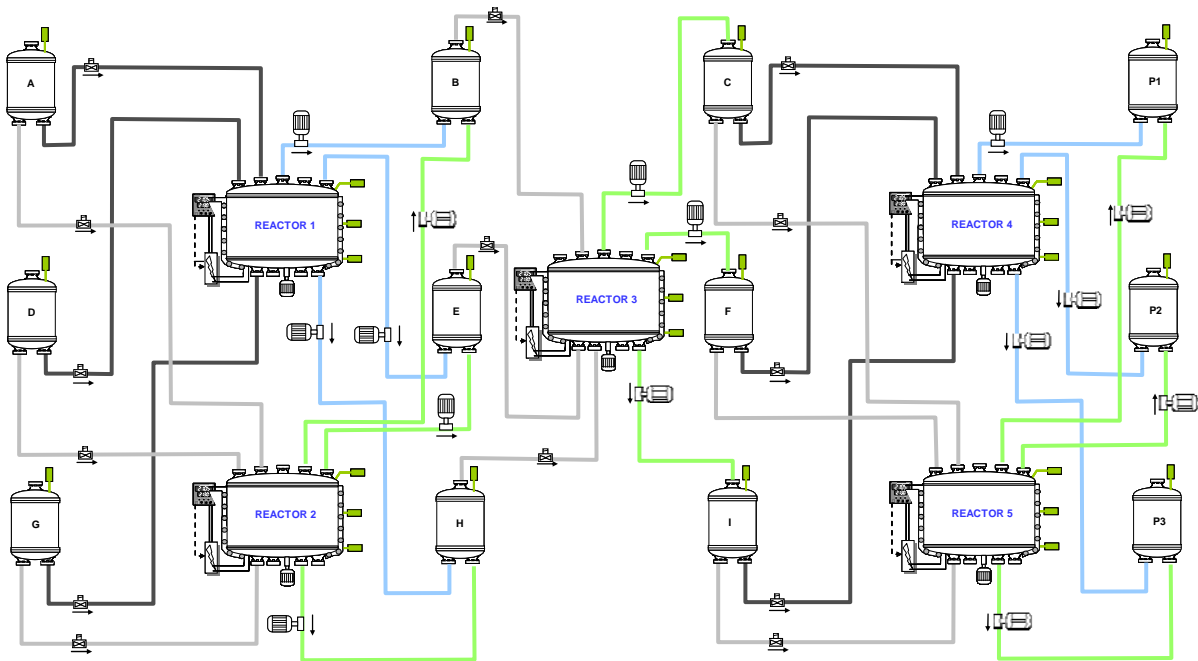 A
B
C
P1
REACTOR 1
REACTOR 4
D
E
REACTOR 3
F
P2
G
REACTOR 2
H
I
REACTOR 5
P3